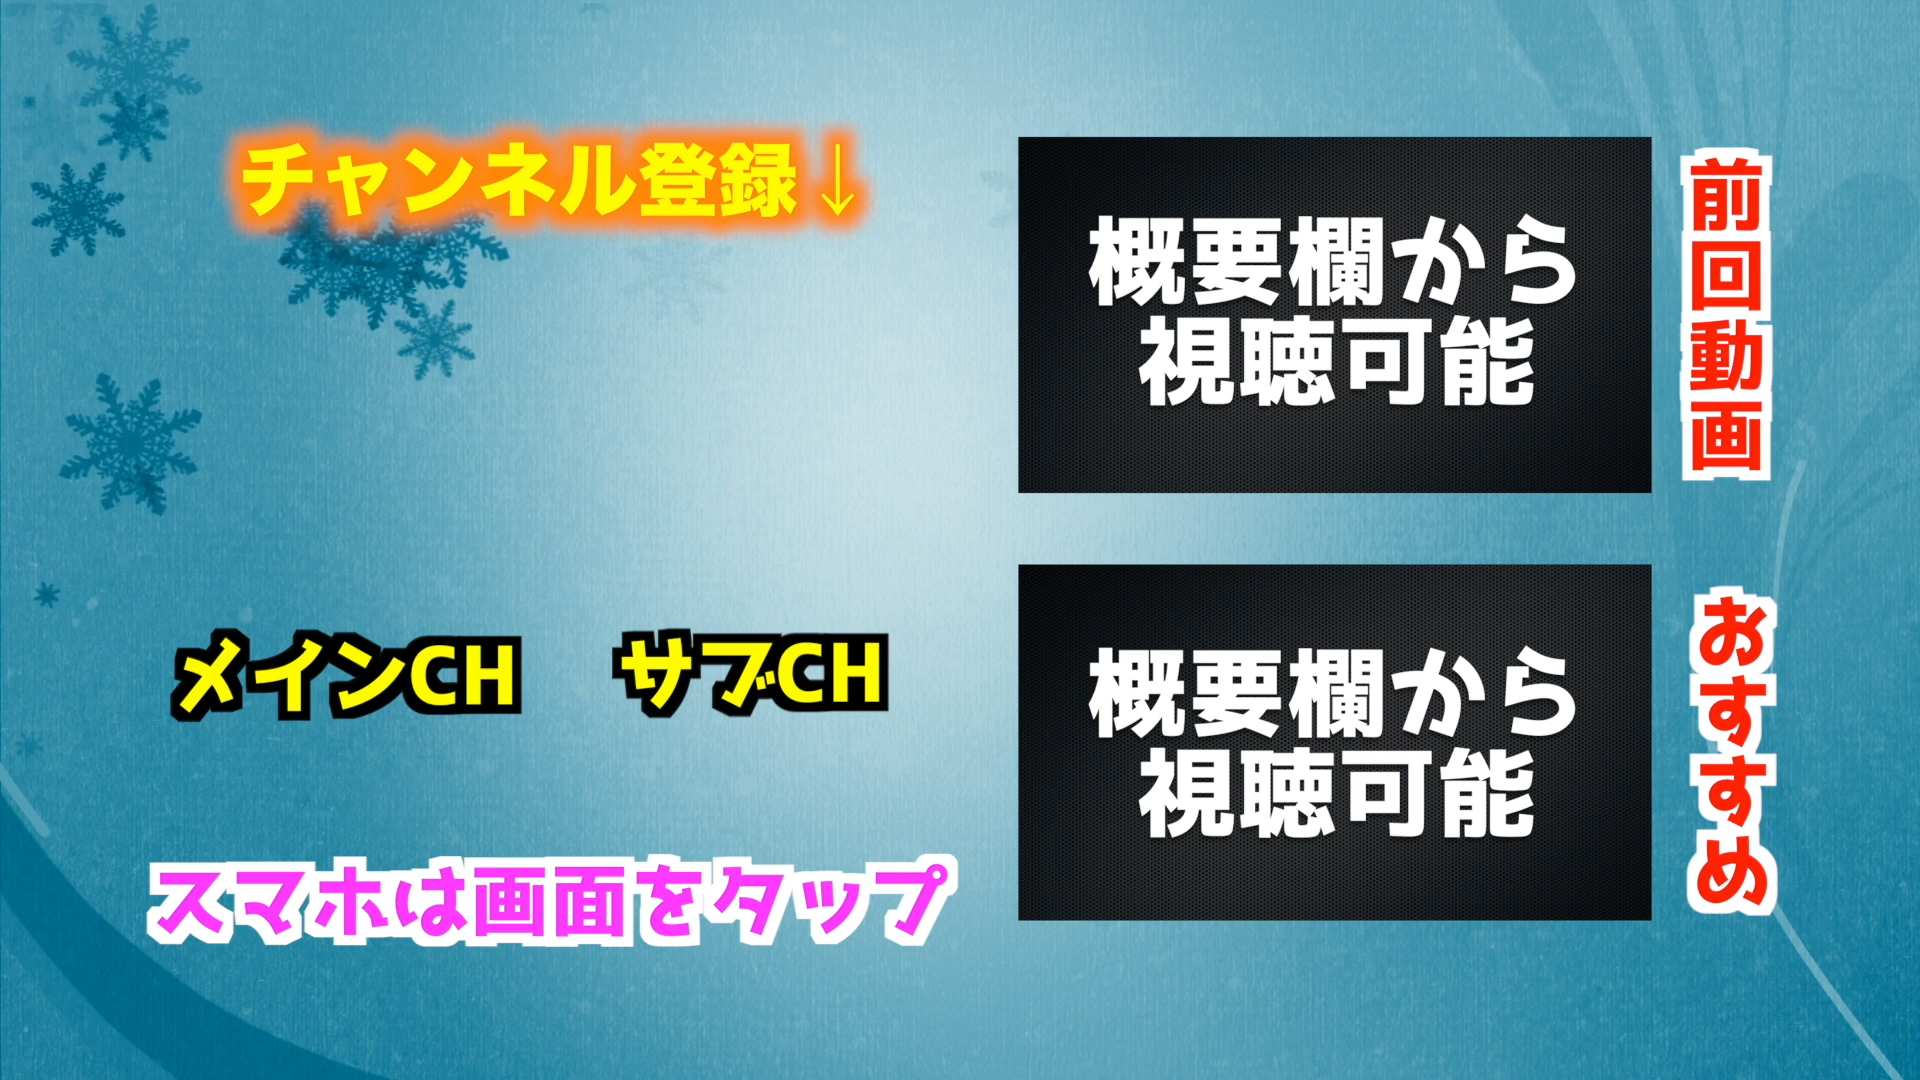 チャンネル登録↓
メインCH
サブCH
スマホは画面をタップ
概要欄から
視聴可能
前回動画
概要欄から
視聴可能
おすすめ